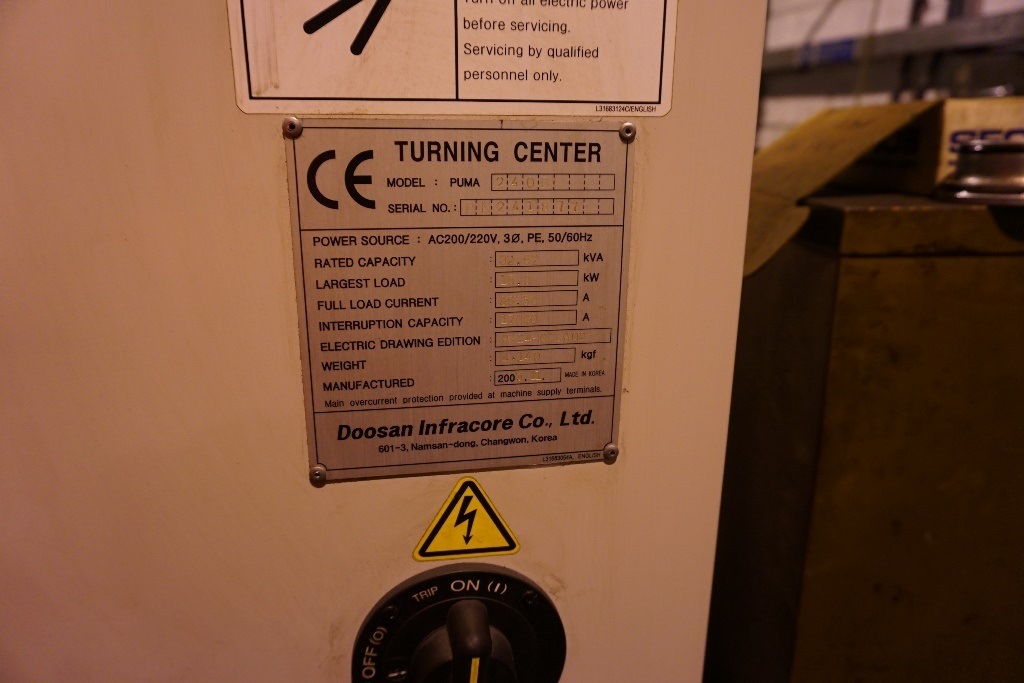 Turn off all electric power
before servicing.
Servicing by qualified
personnel only.
L31683124C/ENGLISH
CE TURNING CENTER
MODEL : PUMA
SERIAL NO. :
POWER SOURCE : AC200/220V, 3Ø, PE, 50/60Hz
RATED CAPACITY : kVA
LARGEST LOAD : kW
FULL LOAD CURRENT : A
INTERRUPTION CAPACITY : A
ELECTRIC DRAWING EDITION :
WEIGHT : kgf
MANUFACTURED : 200 MADE IN KOREA
Main overcurrent protection provided at machine supply terminals.
Doosan Infracore Co., Ltd.
601-3, Namsan-dong, Changwon, Korea
L31683064A, ENGLISH
TRIP ON (I)
OFF (O)